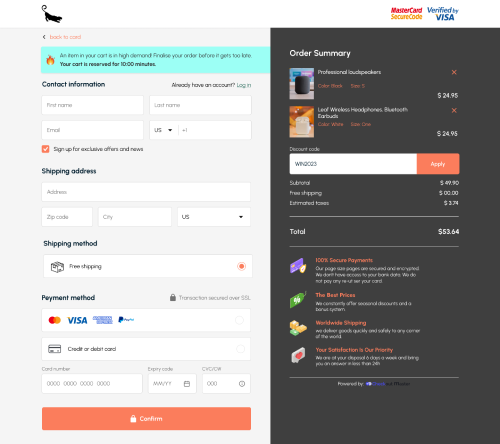 MasterCard
SecureCode
Verified by
VISA
back to card
An item in your cart is in high demand! Finalise your order before it gets too late.
Your cart is reserved for 10:00 minutes.
Contact information
Already have an account? Log in
First name
Last name
Email
US
+1
Sign up for exclusive offers and news
Shipping address
Address
Zip code
City
US
Shipping method
Free shipping
Payment method
Transaction secured over SSL
VISA
PayPal
Credit or debit card
Card number
Expiry code
CVC/CW
0000 0000 0000 0000
MM/YY
000
Confirm
Order Summary
Professional loudspeakers
Color: Black
Size: S
$ 24.95
Leaf Wireless Headphones, Bluetooth
Earbuds
Color: White
Size: One
$ 24.95
Discount code
WIN2023
Apply
Subtotal
$ 49.90
Free shipping
$ 00.00
Estimated taxes
$ 3.74
Total
$53.64
100% Secure Payments
Our page size pages are secured and encrypted
We don't have access to your bank data. We do
not pay any re uf ser your card
The Best Prices
We constantly offer seasonal discounts and a
bonus system.
Worldwide Shipping
we deliver goods quickly and safely to any corner
of the world.
Your Satisfaction Is Our Priority
We are at your disposal 6 days a week and bring
you an answer in less than 24h
Powered by: